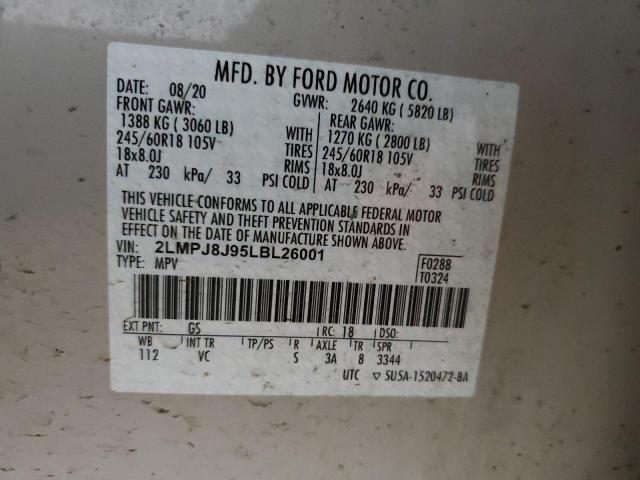 MFD. BY FORD MOTOR CO.
DATE: 08/20 GVWR: 2640 KG ( 5820 LB)
FRONT GAWR: REAR GAWR:
1388 KG ( 3060 LB) WITH 1270 KG ( 2800 LB) WITH
245/60R18 105V TIRES 245/60R18 105V TIRES
18x8.0J RIMS 18x8.0J RIMS
AT 230 kPa/ 33 PSI COLD AT 230 kPa/ 33 PSI COLD
THIS VEHICLE CONFORMS TO ALL APPLICABLE FEDERAL MOTOR
VEHICLE SAFETY AND THEFT PREVENTION STANDARDS IN
EFFECT ON THE DATE OF MANUFACTURE SHOWN ABOVE.
VIN: 2LMPJ8J95LBL26001 F0288
TYPE: MPV T0324
EXT PNT: GS RC: 18 DSO:
WB INT TR TP/PS R AXLE TR SPR
112 VC S 3A 8 3344
UTC ▽ 5U5A-1520472-8A